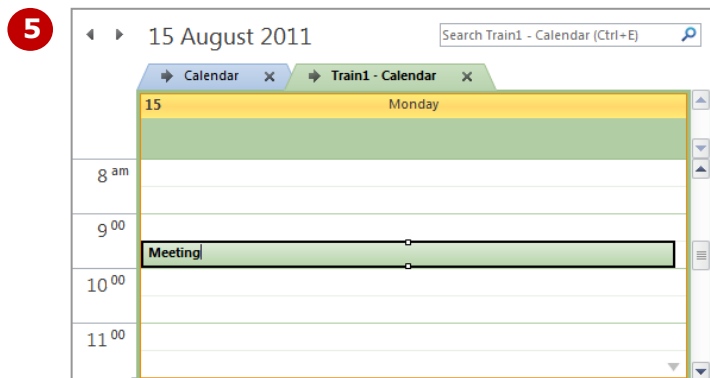 5
15 August 2011
Search Train1 - Calendar (Ctrl+E)
Calendar
Train1 - Calendar
15 Monday
8 am
9 00
Meeting
10 00
11 00